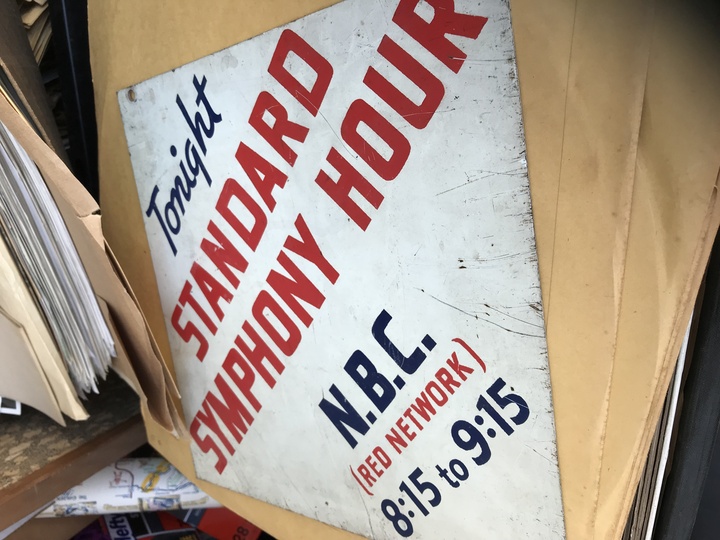 Tonight
STANDARD
SYMPHONY HOUR
N.B.C.
(RED NETWORK)
8:15 to 9:15